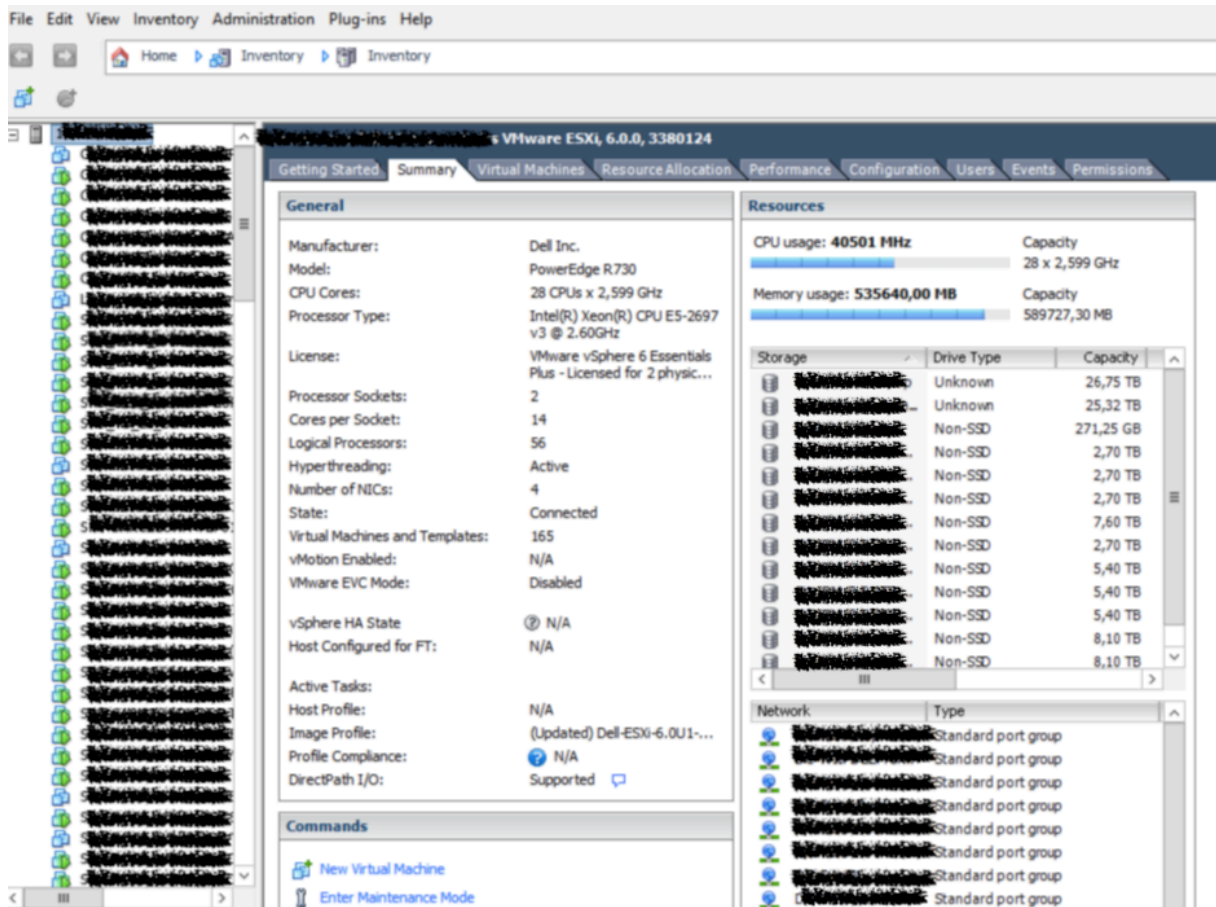 File Edit View Inventory Administration Plug-ins Help
Home Inventory Inventory
VMware ESXi, 6.0.0, 3380124
Getting Started Summary Virtual Machines Resource Allocation Performance Configuration Users Events Permissions
General
Manufacturer: Dell Inc.
Model: PowerEdge R730
CPU Cores: 28 CPUs x 2,599 GHz
Processor Type: Intel(R) Xeon(R) CPU E5-2697
v3 @ 2.60GHz
License: VMware vSphere 6 Essentials
Plus - Licensed for 2 physic...
Processor Sockets: 2
Cores per Socket: 14
Logical Processors: 56
Hyperthreading: Active
Number of NICs: 4
State: Connected
Virtual Machines and Templates: 165
vMotion Enabled: N/A
VMware EVC Mode: Disabled
vSphere HA State N/A
Host Configured for FT: N/A
Active Tasks:
Host Profile: N/A
Image Profile: (Updated) Dell-ESXi-6.0U1-...
Profile Compliance: N/A
DirectPath I/O: Supported
Commands
New Virtual Machine
Enter Maintenance Mode
Resources
CPU usage: 40501 MHz Capacity
28 x 2,599 GHz
Memory usage: 535640,00 MB Capacity
589727,30 MB
Storage Drive Type Capacity
Unknown 26,75 TB
Unknown 25,32 TB
Non-SSD 271,25 GB
Non-SSD 2,70 TB
Non-SSD 2,70 TB
Non-SSD 2,70 TB
Non-SSD 7,60 TB
Non-SSD 2,70 TB
Non-SSD 5,40 TB
Non-SSD 5,40 TB
Non-SSD 5,40 TB
Non-SSD 8,10 TB
Non-SSD 8,10 TB
Network Type
Standard port group
Standard port group
Standard port group
Standard port group
Standard port group
Standard port group
Standard port group
Standard port group